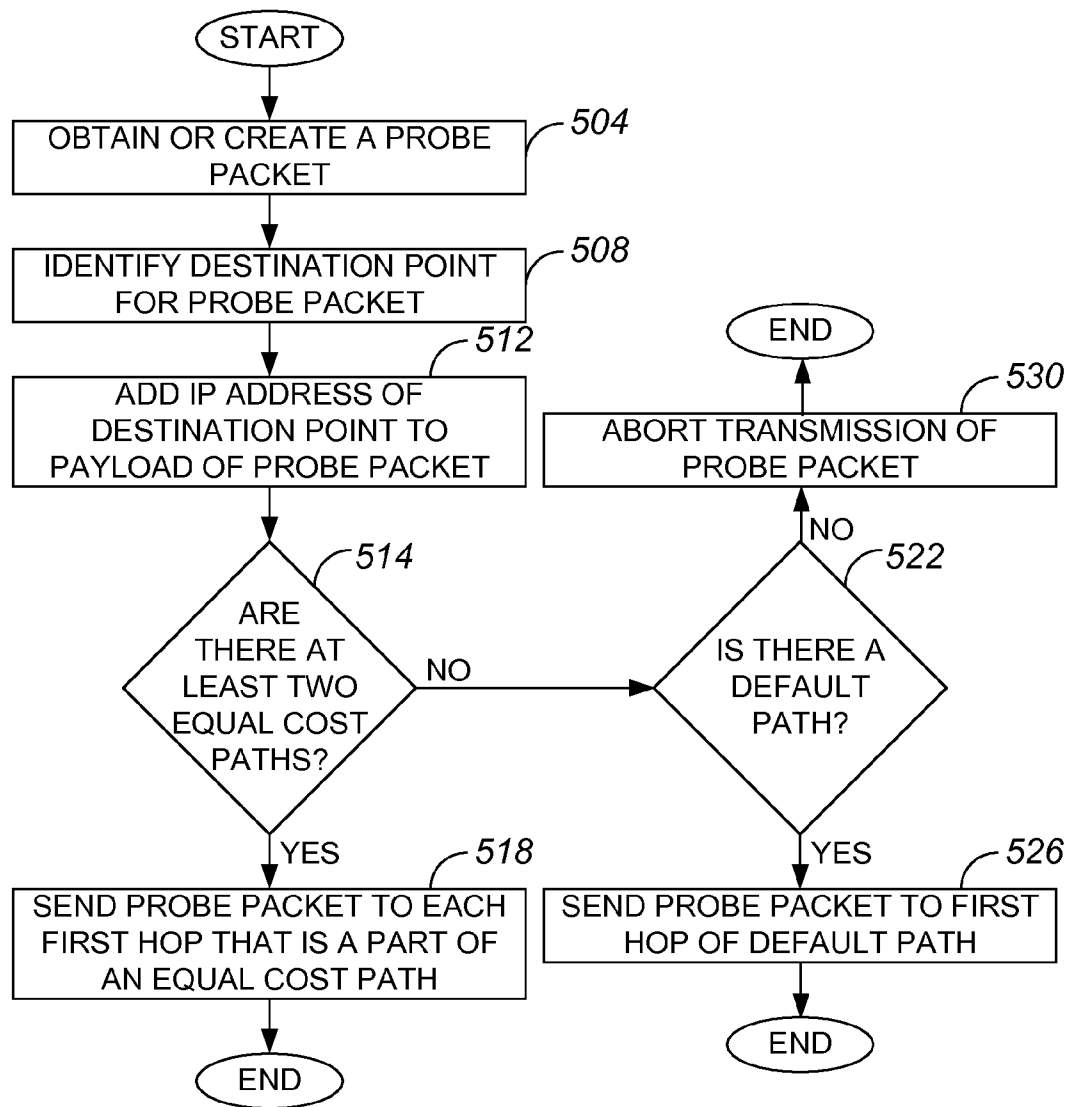 START
504
OBTAIN OR CREATE A PROBE
PACKET
508
IDENTIFY DESTINATION POINT
FOR PROBE PACKET
512
ADD IP ADDRESS OF
DESTINATION POINT TO
PAYLOAD OF PROBE PACKET
514
ARE
THERE AT
LEAST TWO
EQUAL COST
PATHS?
NO
YES
518
SEND PROBE PACKET TO EACH
FIRST HOP THAT IS A PART OF
AN EQUAL COST PATH
END
END
530
ABORT TRANSMISSION OF
PROBE PACKET
NO
522
IS THERE A
DEFAULT
PATH?
YES
526
SEND PROBE PACKET TO FIRST
HOP OF DEFAULT PATH
END